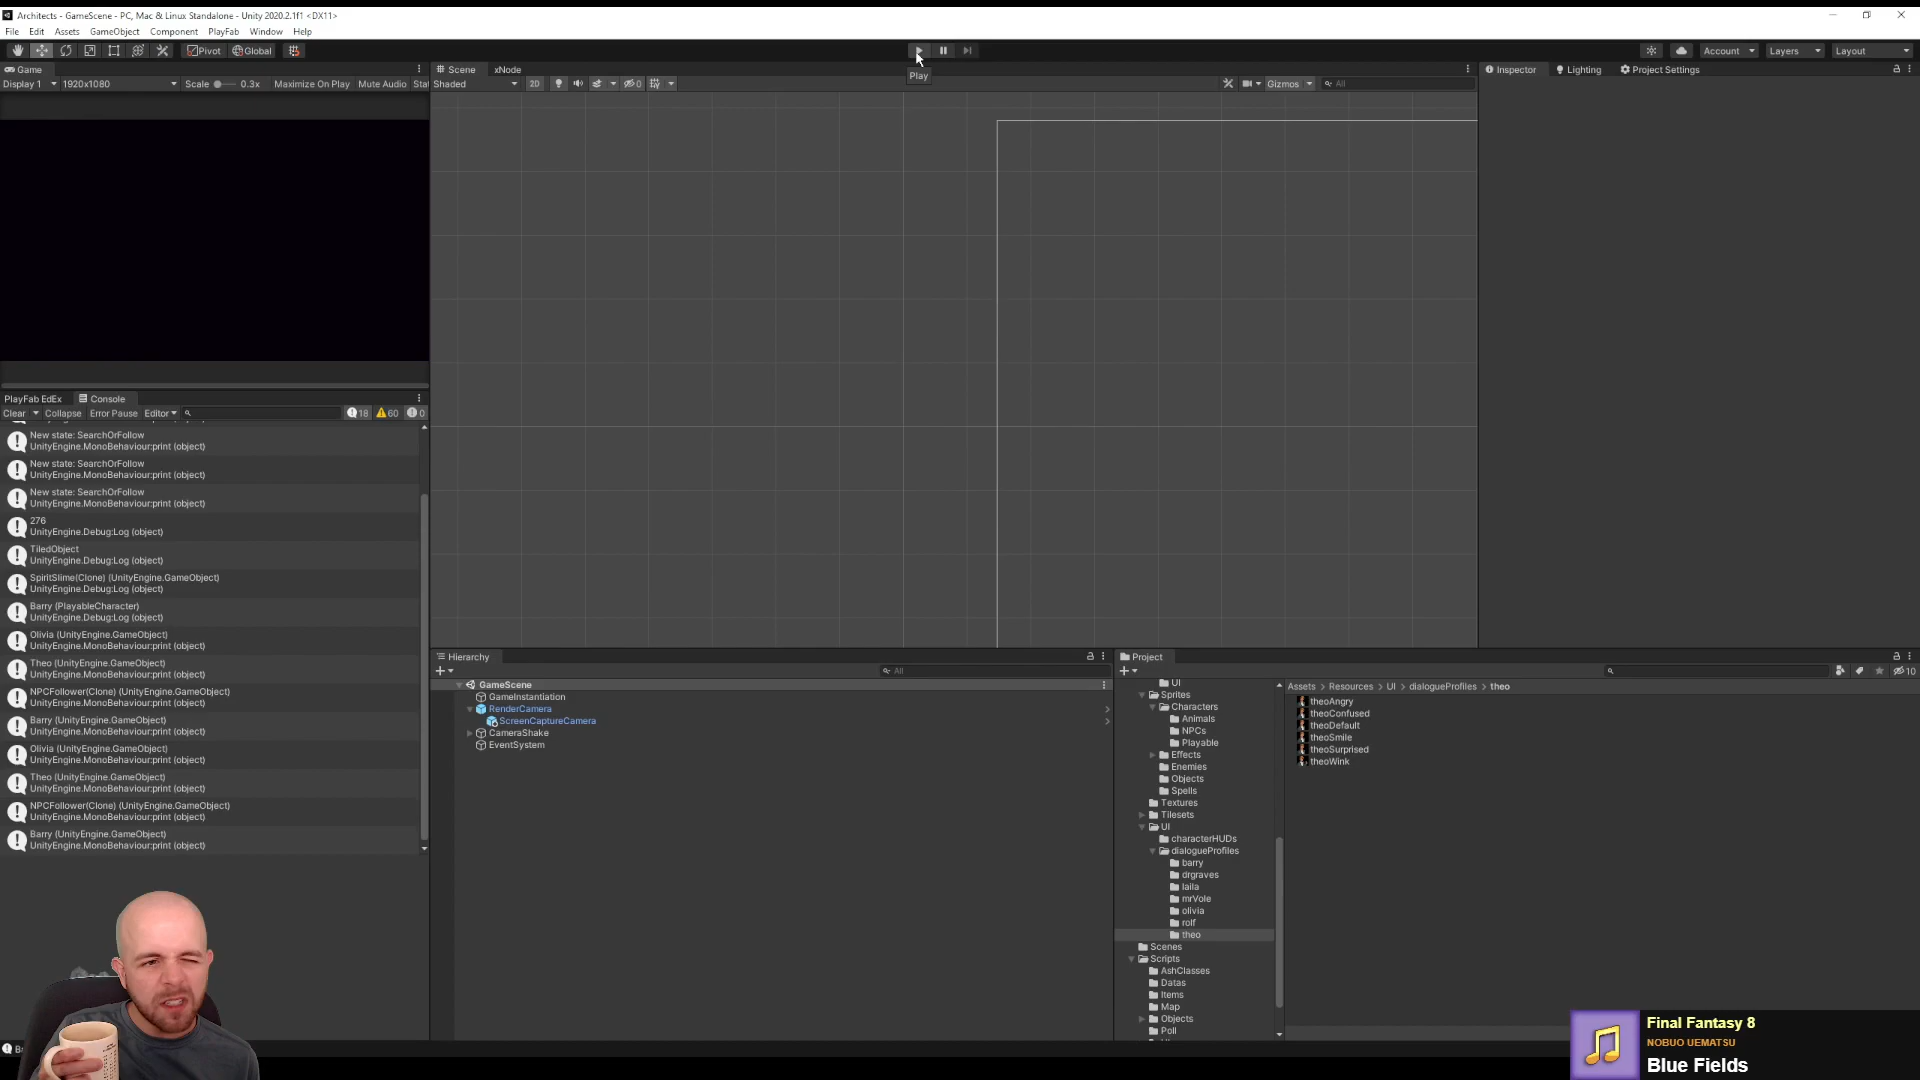 Architects - GameScene - PC, Mac & Linux Standalone - Unity 2020.2.1f1 <DX11>
File Edit Assets GameObject Component PlayFab Window Help
Pivot Global Account Layers Layout
Play
Game
Display 1 1920x1080 Scale 0.3x Maximize On Play Mute Audio Stat
Scene xNode
Shaded 2D 0 Gizmos All
Inspector Lighting Project Settings
PlayFab EdEx Console
Clear Collapse Error Pause Editor 18 60 0
New state: SearchOrFollow
UnityEngine.MonoBehaviour:print (object)
New state: SearchOrFollow
UnityEngine.MonoBehaviour:print (object)
New state: SearchOrFollow
UnityEngine.MonoBehaviour:print (object)
276
UnityEngine.Debug:Log (object)
TiledObject
UnityEngine.Debug:Log (object)
SpiritSlime(Clone) (UnityEngine.GameObject)
UnityEngine.Debug:Log (object)
Barry (PlayableCharacter)
UnityEngine.Debug:Log (object)
Olivia (UnityEngine.GameObject)
UnityEngine.MonoBehaviour:print (object)
Theo (UnityEngine.GameObject)
UnityEngine.MonoBehaviour:print (object)
NPCFollower(Clone) (UnityEngine.GameObject)
UnityEngine.MonoBehaviour:print (object)
Barry (UnityEngine.GameObject)
UnityEngine.MonoBehaviour:print (object)
Olivia (UnityEngine.GameObject)
UnityEngine.MonoBehaviour:print (object)
Theo (UnityEngine.GameObject)
UnityEngine.MonoBehaviour:print (object)
NPCFollower(Clone) (UnityEngine.GameObject)
UnityEngine.MonoBehaviour:print (object)
Barry (UnityEngine.GameObject)
UnityEngine.MonoBehaviour:print (object)
Hierarchy
All
GameScene
GameInstantiation
RenderCamera
ScreenCaptureCamera
CameraShake
EventSystem
Project
10
UI
Sprites
Characters
Animals
NPCs
Playable
Effects
Enemies
Objects
Spells
Textures
Tilesets
UI
characterHUDs
dialogueProfiles
barry
drgraves
laila
mrVole
olivia
rolf
theo
Scenes
Scripts
AshClasses
Datas
Items
Map
Objects
Poll
Assets > Resources > UI > dialogueProfiles > theo
theoAngry
theoConfused
theoDefault
theoSmile
theoSurprised
theoWink
Final Fantasy 8
NOBUO UEMATSU
Blue Fields